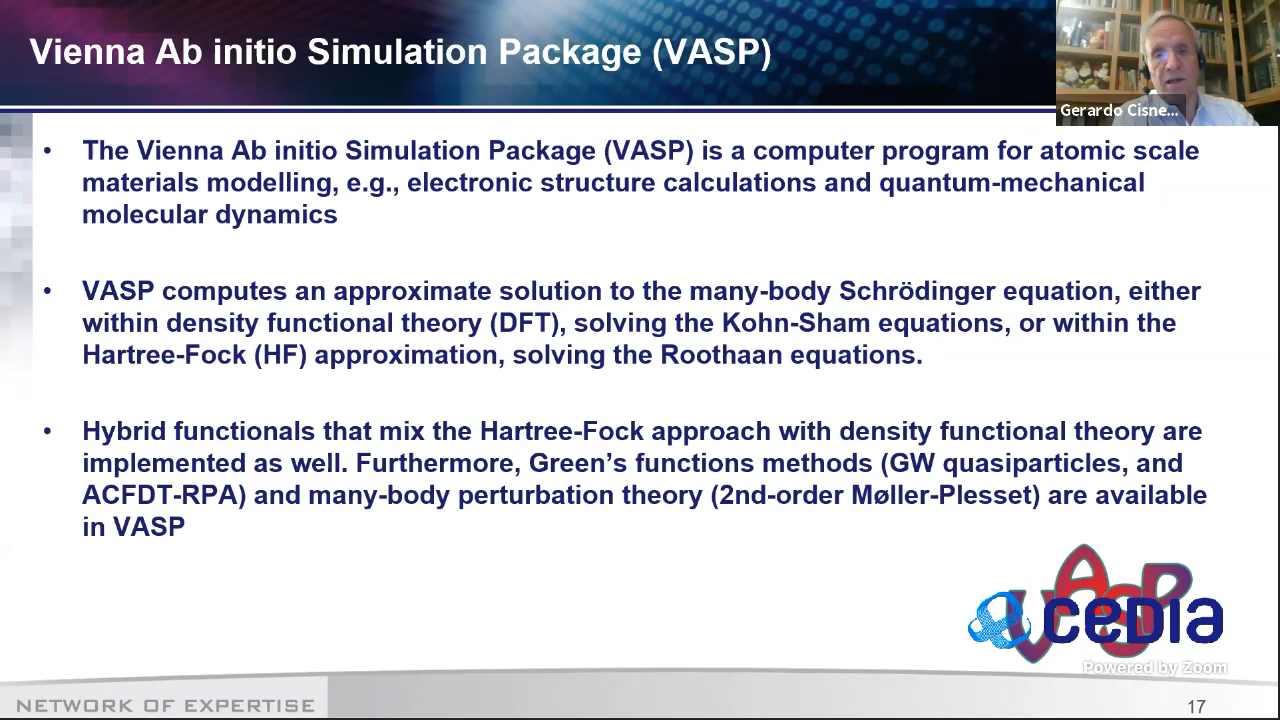 Vienna Ab initio Simulation Package (VASP)
Gerardo Cisne...
• The Vienna Ab initio Simulation Package (VASP) is a computer program for atomic scale
materials modelling, e.g., electronic structure calculations and quantum-mechanical
molecular dynamics
• VASP computes an approximate solution to the many-body Schrödinger equation, either
within density functional theory (DFT), solving the Kohn-Sham equations, or within the
Hartree-Fock (HF) approximation, solving the Roothaan equations.
• Hybrid functionals that mix the Hartree-Fock approach with density functional theory are
implemented as well. Furthermore, Green’s functions methods (GW quasiparticles, and
ACFDT-RPA) and many-body perturbation theory (2nd-order Møller-Plesset) are available
in VASP
VASP
cedia
Powered by Zoom
NETWORK OF EXPERTISE
17